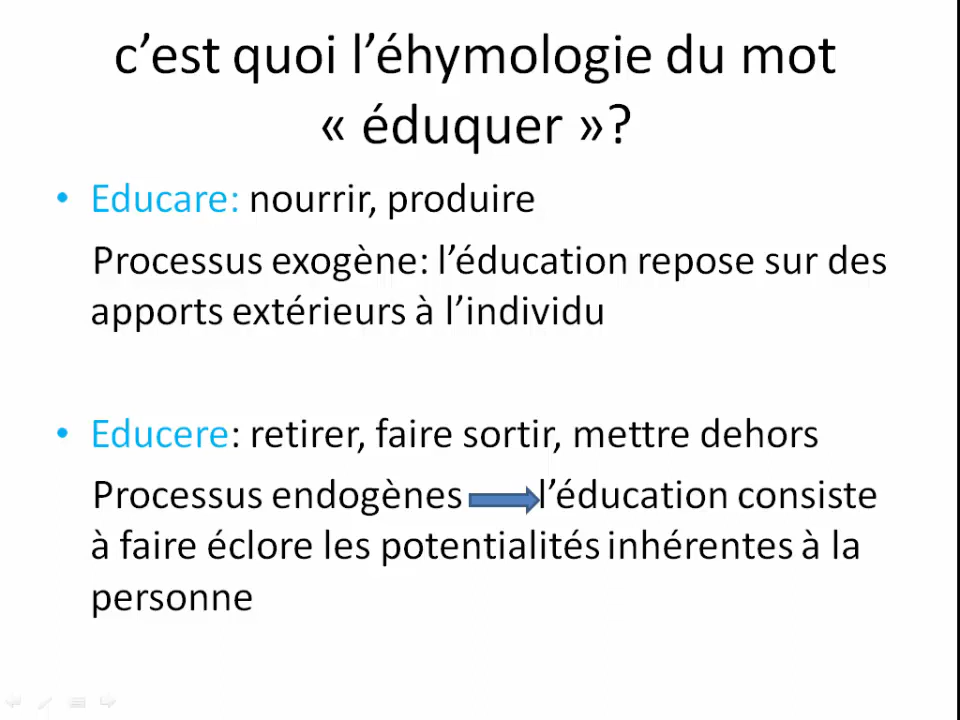 c’est quoi l’éhymologie du mot
« éduquer »?
• Educare: nourrir, produire
Processus exogène: l’éducation repose sur des
apports extérieurs à l’individu
• Educere: retirer, faire sortir, mettre dehors
Processus endogènes l’éducation consiste
à faire éclore les potentialités inhérentes à la
personne